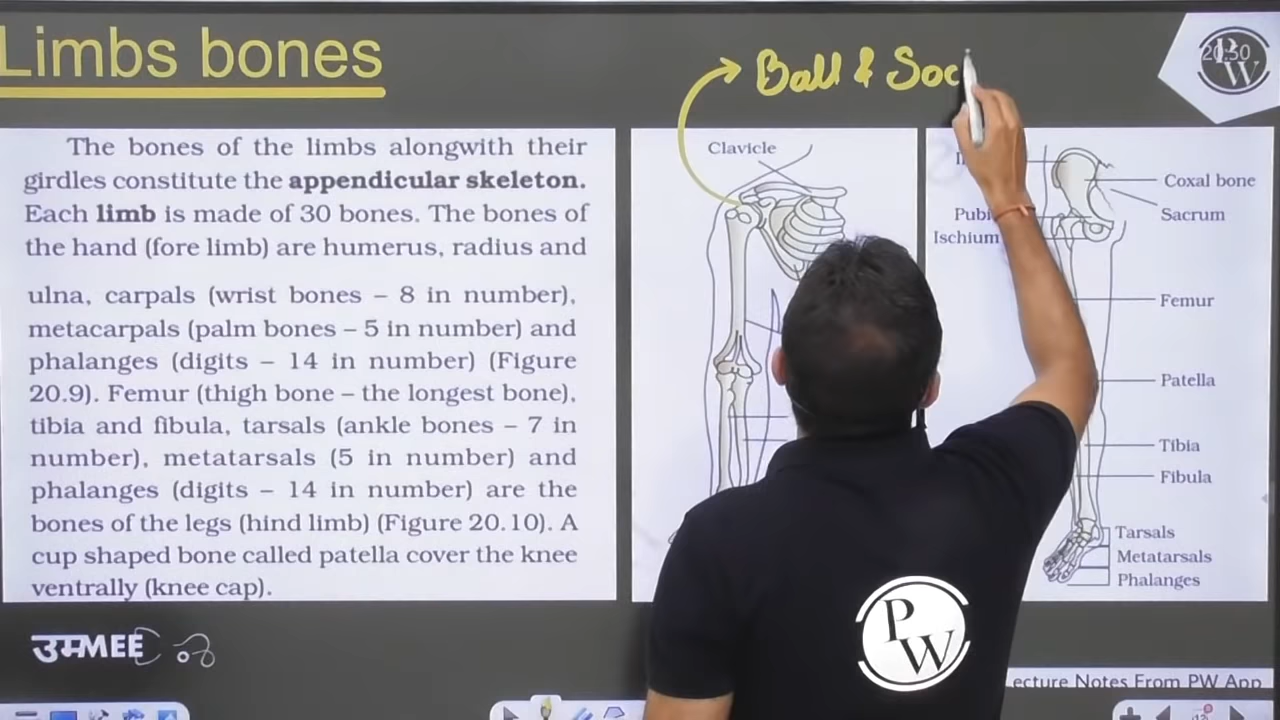 Limbs bones
Ball & Soc
20:50
PW
The bones of the limbs alongwith their
girdles constitute the appendicular skeleton.
Each limb is made of 30 bones. The bones of
the hand (fore limb) are humerus, radius and
ulna, carpals (wrist bones – 8 in number),
metacarpals (palm bones – 5 in number) and
phalanges (digits – 14 in number) (Figure
20.9). Femur (thigh bone – the longest bone),
tibia and fibula, tarsals (ankle bones – 7 in
number), metatarsals (5 in number) and
phalanges (digits – 14 in number) are the
bones of the legs (hind limb) (Figure 20.10). A
cup shaped bone called patella cover the knee
ventrally (knee cap).
Clavicle
Coxal bone
Sacrum
Ischium
Femur
Patella
Tibia
Fibula
Tarsals
Metatarsals
Phalanges
उम्मMEE
PW
ecture Notes From PW App